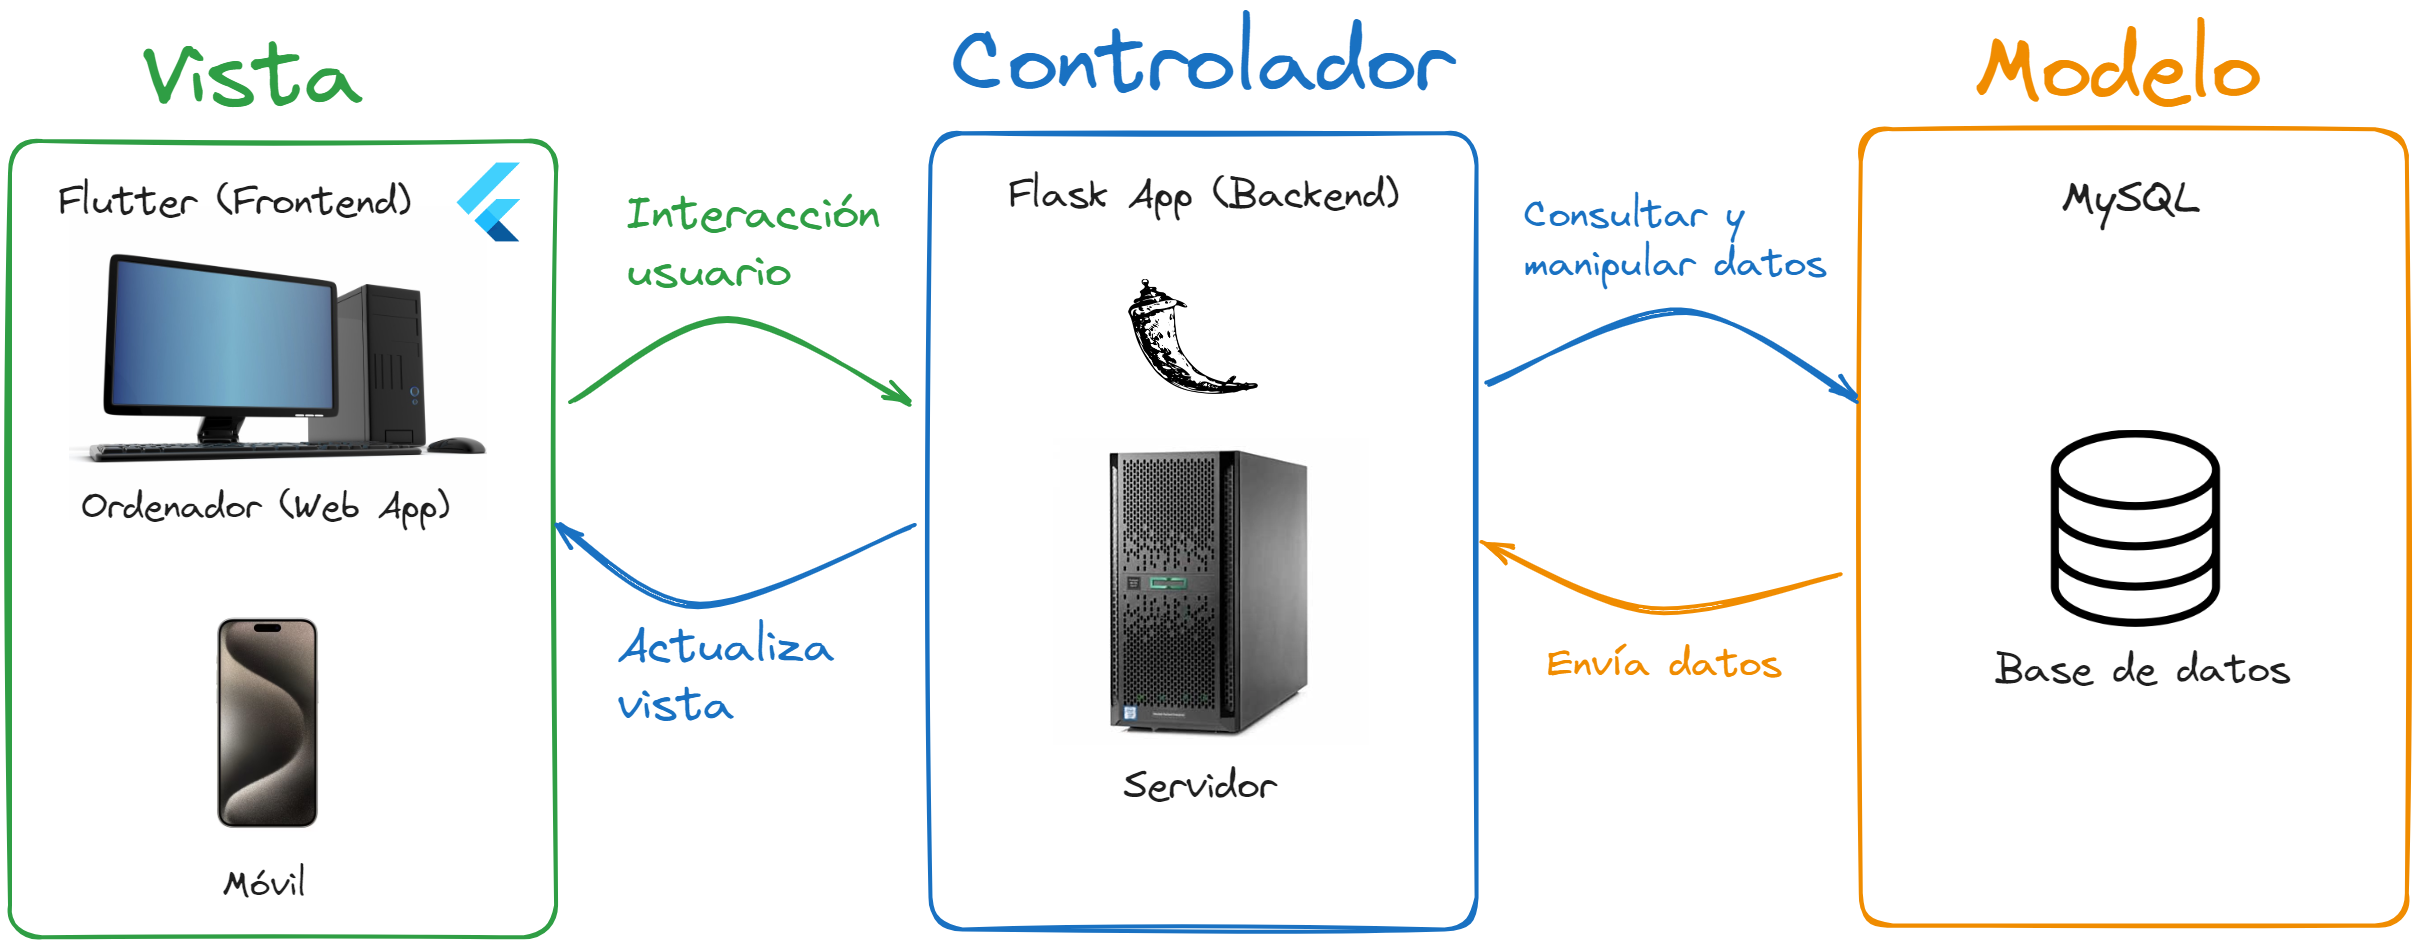 Vista
Controlador
Modelo
Flutter (Frontend)
Ordenador (Web App)
Móvil
Interacción
usuario
Actualiza
vista
Flask App (Backend)
Servidor
Consultar y
manipular datos
Envía datos
MySQL
Base de datos